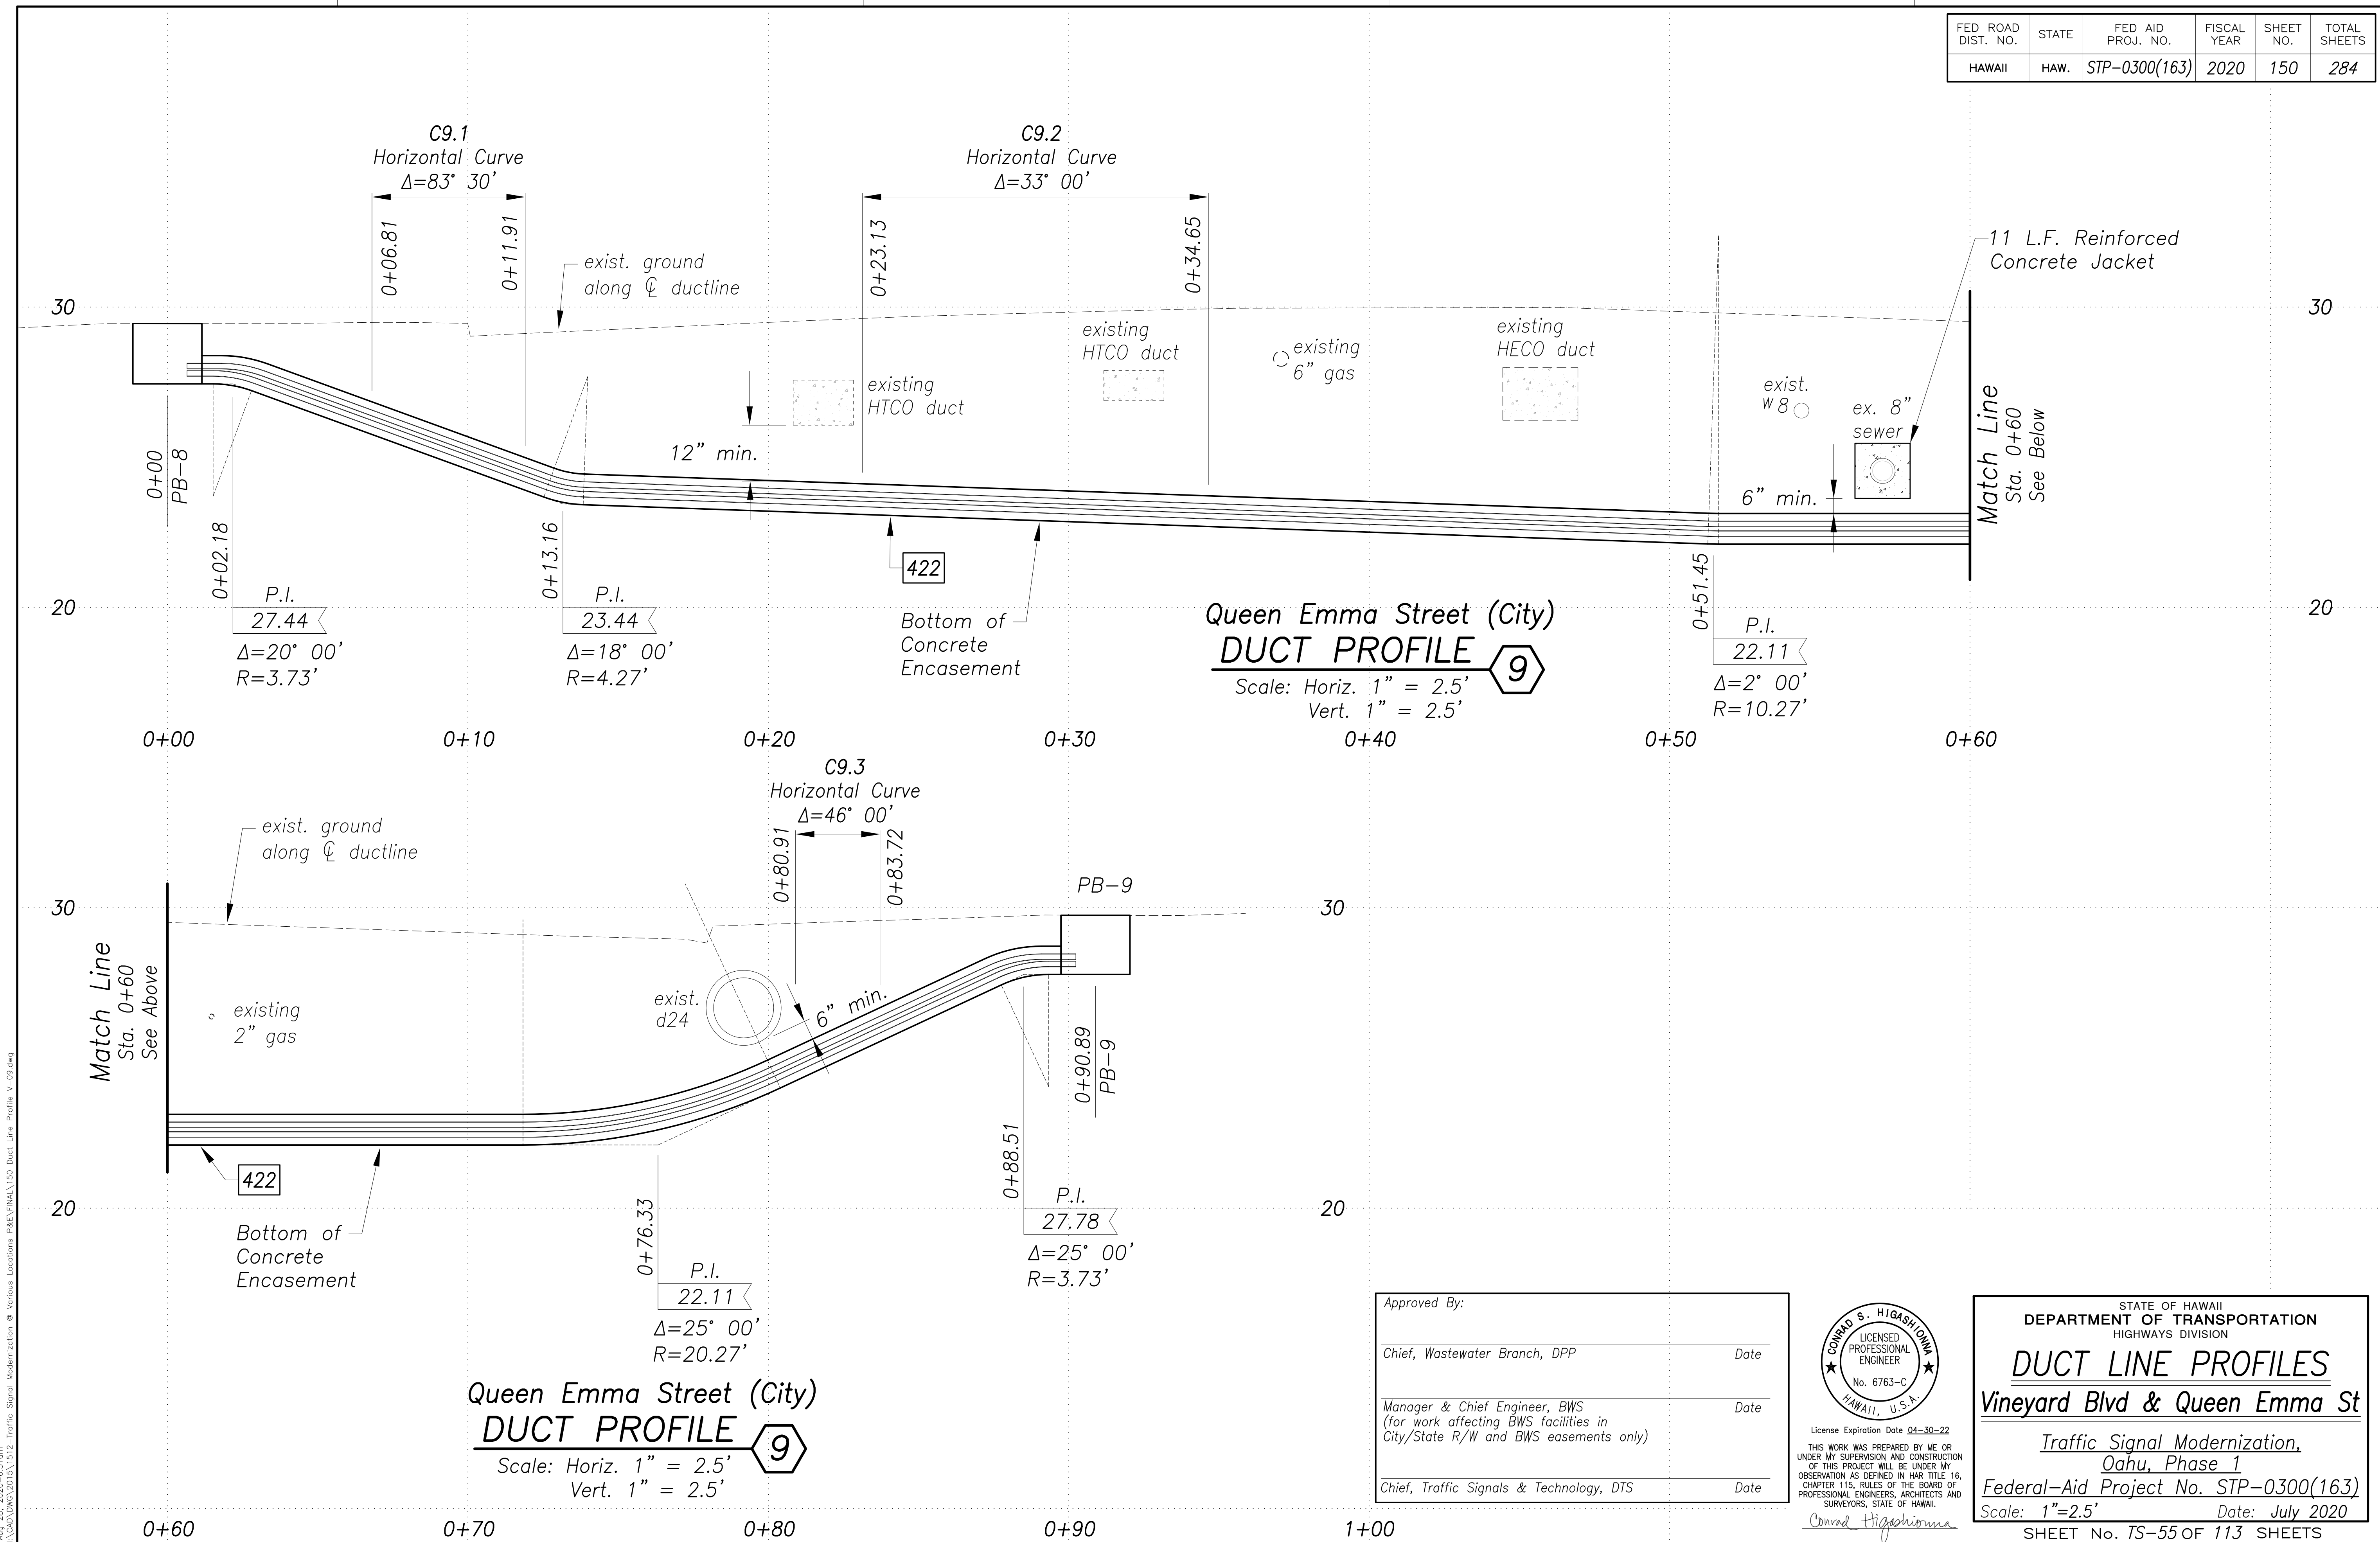 FED ROAD DIST. NO. STATE FED AID PROJ. NO. FISCAL YEAR SHEET NO. TOTAL SHEETS
HAWAII HAW. STP-0300(163) 2020 150 284
C9.1
Horizontal Curve
Δ=83° 30'
C9.2
Horizontal Curve
Δ=33° 00'
0+06.81
0+11.91
0+23.13
0+34.65
exist. ground
along ℄ ductline
11 L.F. Reinforced
Concrete Jacket
30
30
existing
HTCO duct
existing
HTCO duct
existing
6" gas
existing
HECO duct
exist.
W 8
ex. 8"
sewer
8"
12" min.
6" min.
Match Line
Sta. 0+60
See Below
0+00
PB-8
0+02.18
P.I.
27.44
Δ=20° 00'
R=3.73'
0+13.16
P.I.
23.44
Δ=18° 00'
R=4.27'
422
Bottom of
Concrete
Encasement
0+51.45
P.I.
22.11
Δ=2° 00'
R=10.27'
20
20
Queen Emma Street (City)
DUCT PROFILE 9
Scale: Horiz. 1" = 2.5'
Vert. 1" = 2.5'
0+00 0+10 0+20 0+30 0+40 0+50 0+60
C9.3
Horizontal Curve
Δ=46° 00'
0+80.91
0+83.72
exist. ground
along ℄ ductline
PB-9
30
30
Match Line
Sta. 0+60
See Above
existing
2" gas
exist.
d24
6" min.
0+90.89
PB-9
422
Bottom of
Concrete
Encasement
0+76.33
P.I.
22.11
Δ=25° 00'
R=20.27'
0+88.51
P.I.
27.78
Δ=25° 00'
R=3.73'
20
20
Queen Emma Street (City)
DUCT PROFILE 9
Scale: Horiz. 1" = 2.5'
Vert. 1" = 2.5'
0+60 0+70 0+80 0+90 1+00
Approved By:
Chief, Wastewater Branch, DPP Date
Manager & Chief Engineer, BWS Date
(for work affecting BWS facilities in
City/State R/W and BWS easements only)
Chief, Traffic Signals & Technology, DTS Date
CONRAD S. HIGASHIONNA
LICENSED
PROFESSIONAL
ENGINEER
No. 6763-C
HAWAII, U.S.A.
License Expiration Date 04-30-22
THIS WORK WAS PREPARED BY ME OR
UNDER MY SUPERVISION AND CONSTRUCTION
OF THIS PROJECT WILL BE UNDER MY
OBSERVATION AS DEFINED IN HAR TITLE 16,
CHAPTER 115, RULES OF THE BOARD OF
PROFESSIONAL ENGINEERS, ARCHITECTS AND
SURVEYORS, STATE OF HAWAII.
Conrad Higashionna
STATE OF HAWAII
DEPARTMENT OF TRANSPORTATION
HIGHWAYS DIVISION
DUCT LINE PROFILES
Vineyard Blvd & Queen Emma St
Traffic Signal Modernization,
Oahu, Phase 1
Federal-Aid Project No. STP-0300(163)
Scale: 1"=2.5' Date: July 2020
SHEET No. TS-55 OF 113 SHEETS
:\CAD\DWG\2015\1512-Traffic Signal Modernization @ Various Locations P&E\FINAL\150 Duct Line Profile V-09.dwg